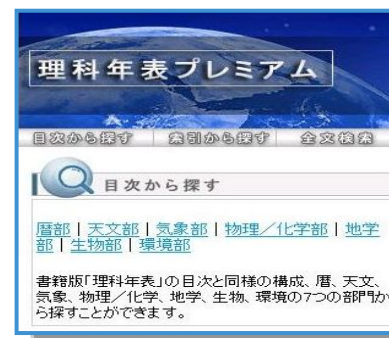 理科年表プレミアム
目次から探す 索引から探す 全文検索
目次から探す
暦部 | 天文部 | 気象部 | 物理／化学部 | 地学
部 | 生物部 | 環境部
書籍版「理科年表」の目次と同様の構成、暦、天文、
気象、物理／化学、地学、生物、環境の7つの部門か
ら探すことができます。